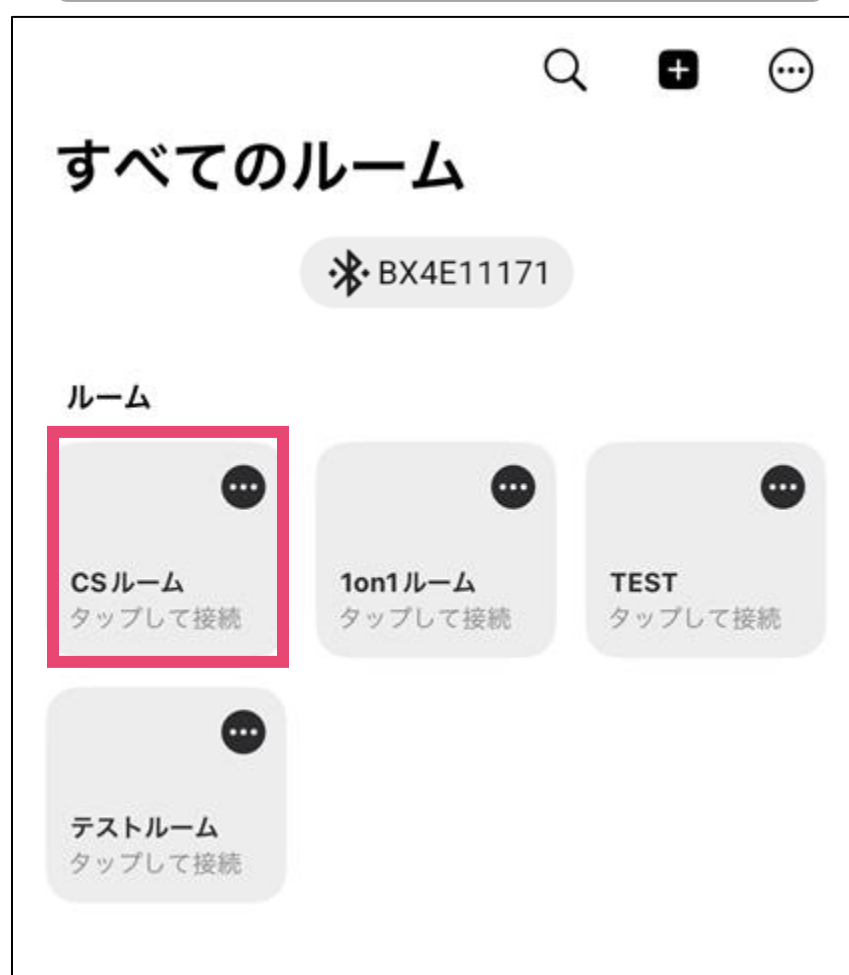 すべてのルーム
BX4E11171
ルーム
CSルーム
タップして接続
1on1ルーム
タップして接続
TEST
タップして接続
テストルーム
タップして接続